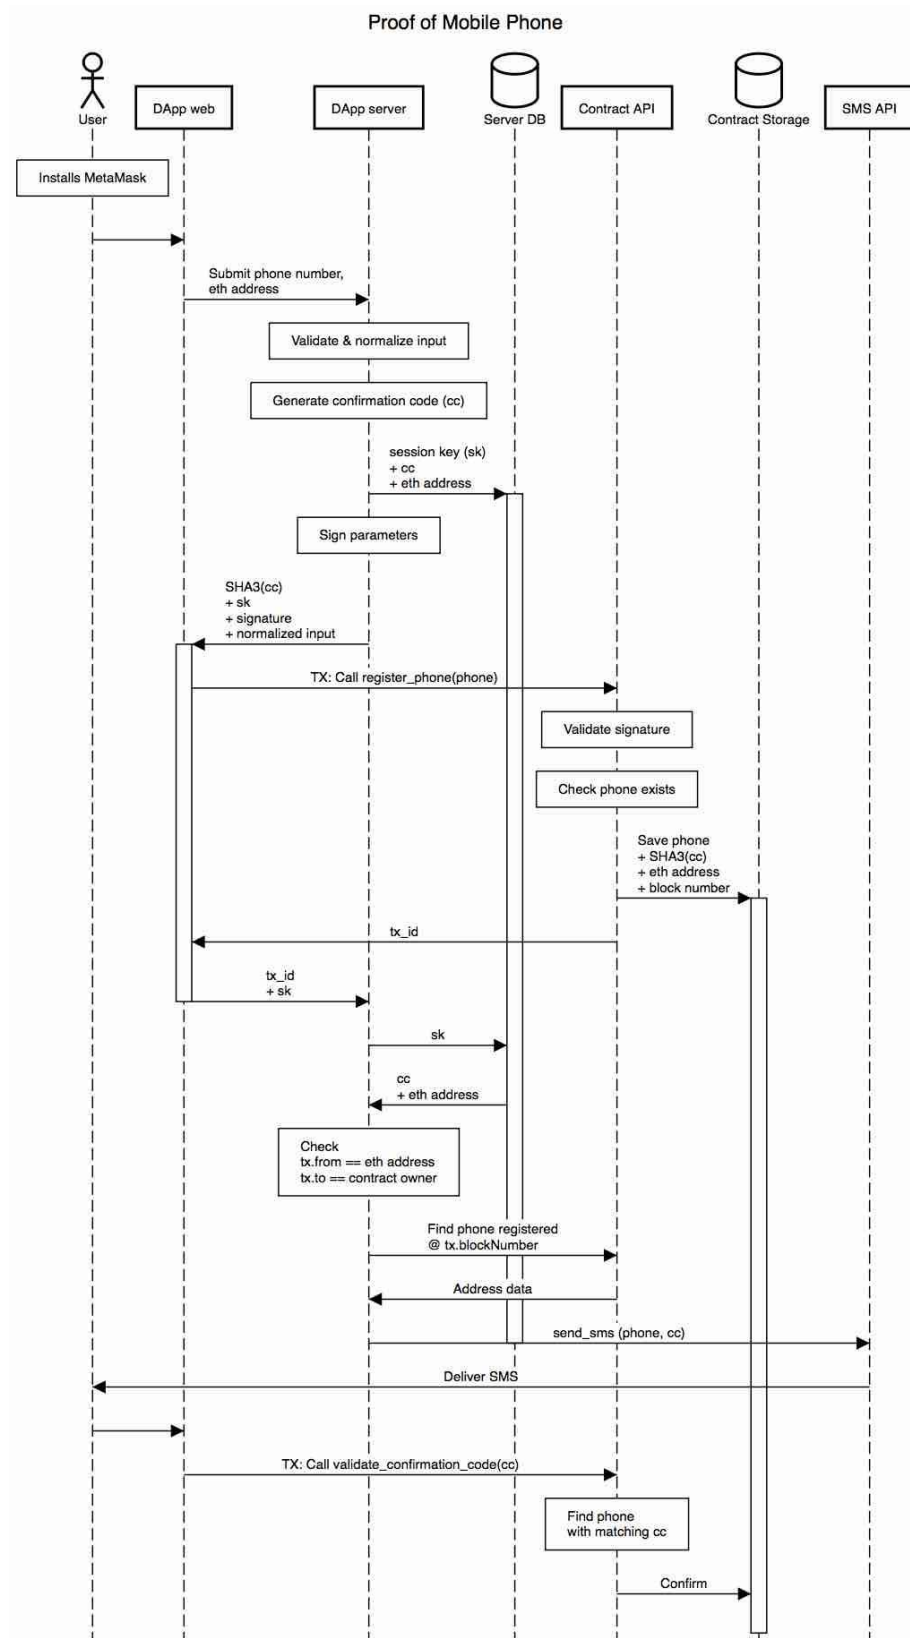 Proof of Mobile Phone
User
DApp web
DApp server
Server DB
Contract API
Contract Storage
SMS API
Installs MetaMask
Submit phone number,
eth address
Validate & normalize input
Generate confirmation code (cc)
session key (sk)
+ cc
+ eth address
Sign parameters
SHA3(cc)
+ sk
+ signature
+ normalized input
TX: Call register_phone(phone)
Validate signature
Check phone exists
Save phone
+ SHA3(cc)
+ eth address
+ block number
tx_id
tx_id
+ sk
sk
cc
+ eth address
Check
tx.from == eth address
tx.to == contract owner
Find phone registered
@ tx.blockNumber
Address data
send_sms (phone, cc)
Deliver SMS
TX: Call validate_confirmation_code(cc)
Find phone
with matching cc
Confirm